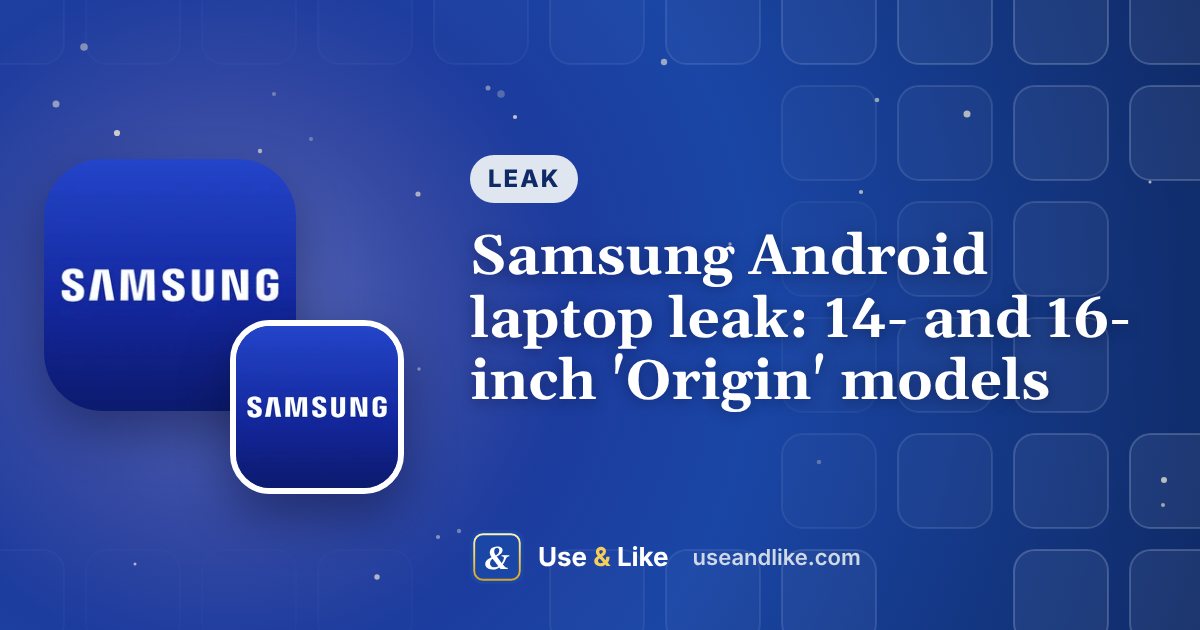 SAMSUNG
SAMSUNG
LEAK
Samsung Android
laptop leak: 14- and 16-
inch 'Origin' models
& Use & Like useandlike.com